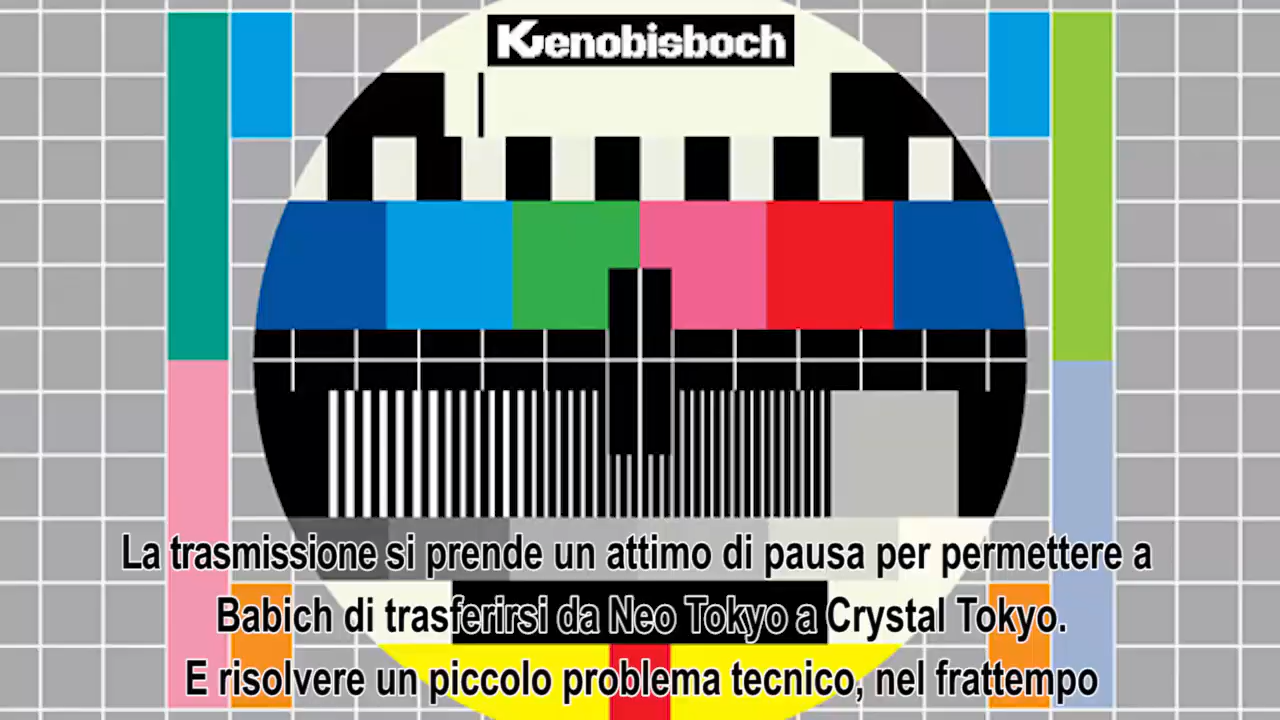 Kenobisboch
La trasmissione si prende un attimo di pausa per permettere a
Babich di trasferirsi da Neo Tokyo a Crystal Tokyo.
E risolvere un piccolo problema tecnico, nel frattempo